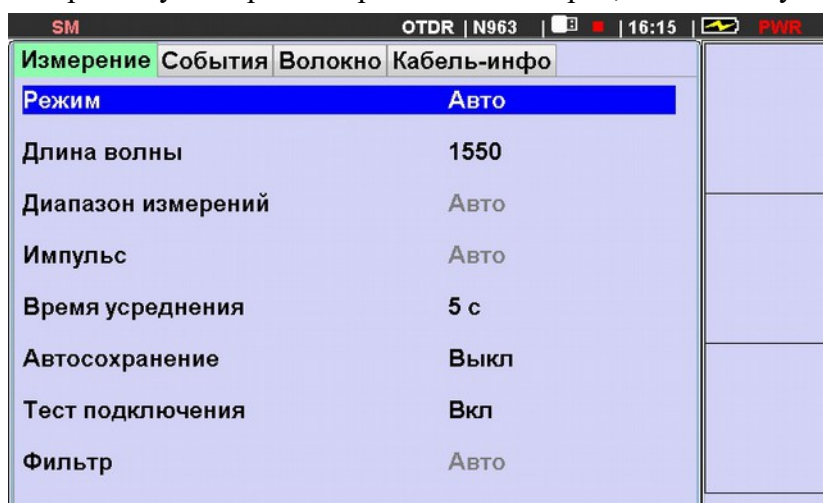 SM OTDR | N963 | | 16:15 | PWR
Измерение События Волокно Кабель-инфо
Режим Авто
Длина волны 1550
Диапазон измерений Авто
Импульс Авто
Время усреднения 5 с
Автосохранение Выкл
Тест подключения Вкл
Фильтр Авто